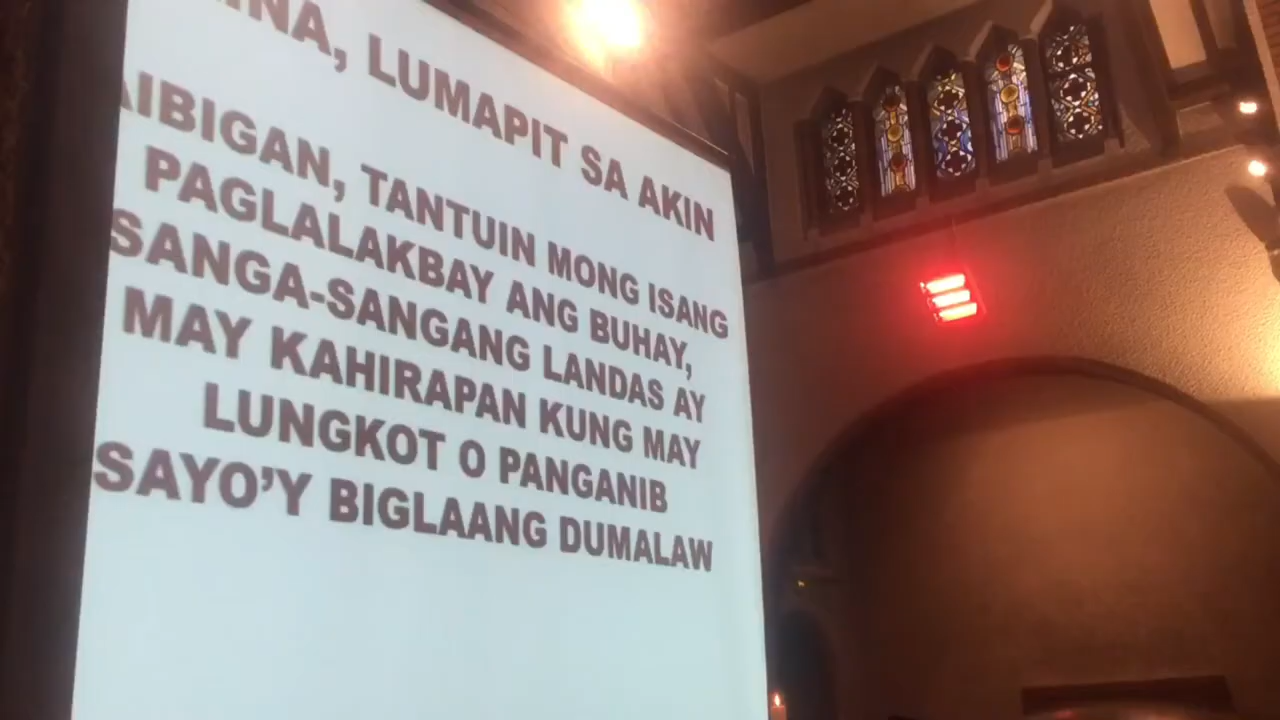 LUMAPIT SA AKIN
TANTUIN MONG ISANG
PAGLALAKBAY ANG BUHAY,
SANGA-SANGANG LANDAS AY
MAY KAHIRAPAN KUNG MAY
LUNGKOT O PANGANIB
SAYO'Y BIGLAANG DUMALAW